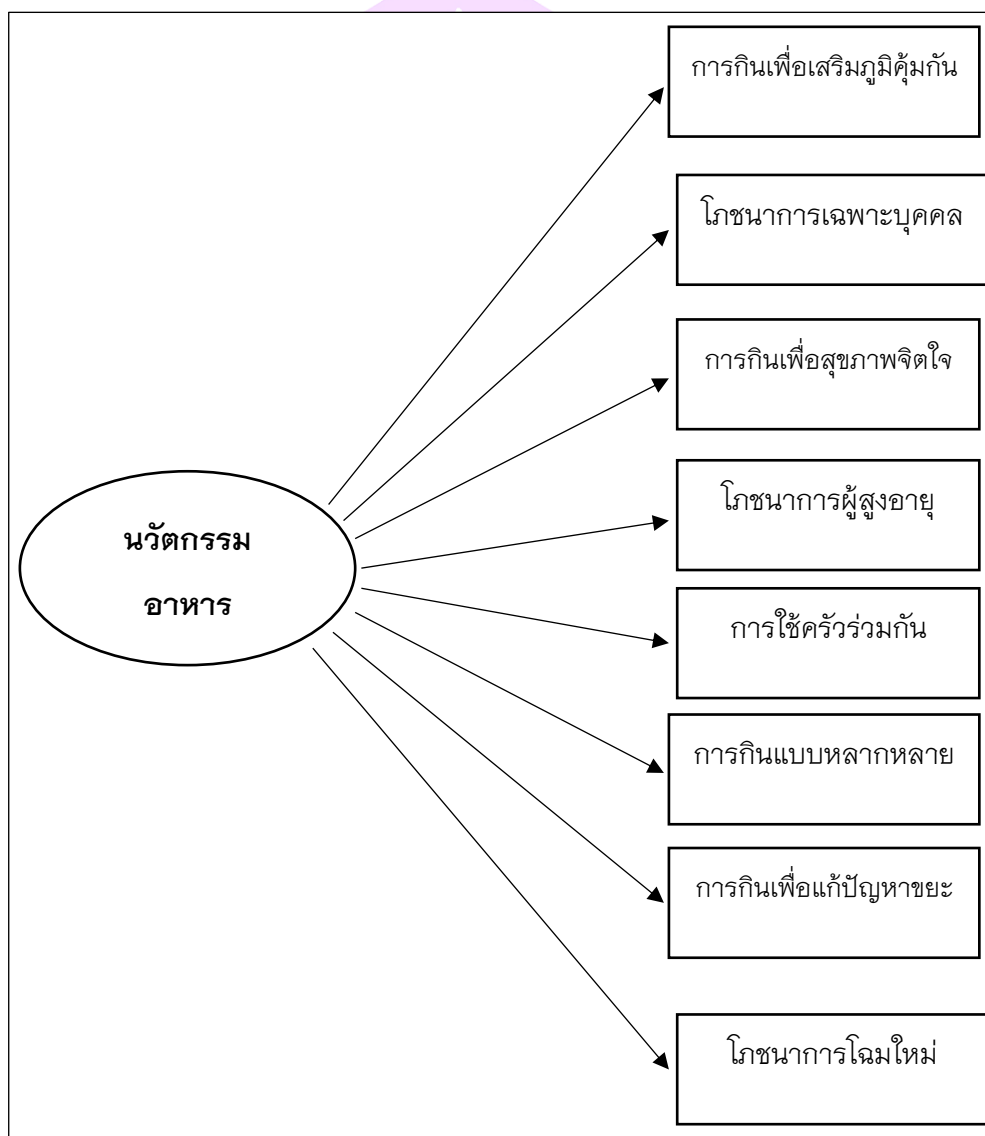 การกินเพื่อเสริมภูมิคุ้มกัน
โภชนาการเฉพาะบุคคล
การกินเพื่อสุขภาพจิตใจ
โภชนาการผู้สูงอายุ
นวัตกรรม
อาหาร
การใช้ครัวร่วมกัน
การกินแบบหลากหลาย
การกินเพื่อแก้ปัญหาขยะ
โภชนาการโฉมใหม่